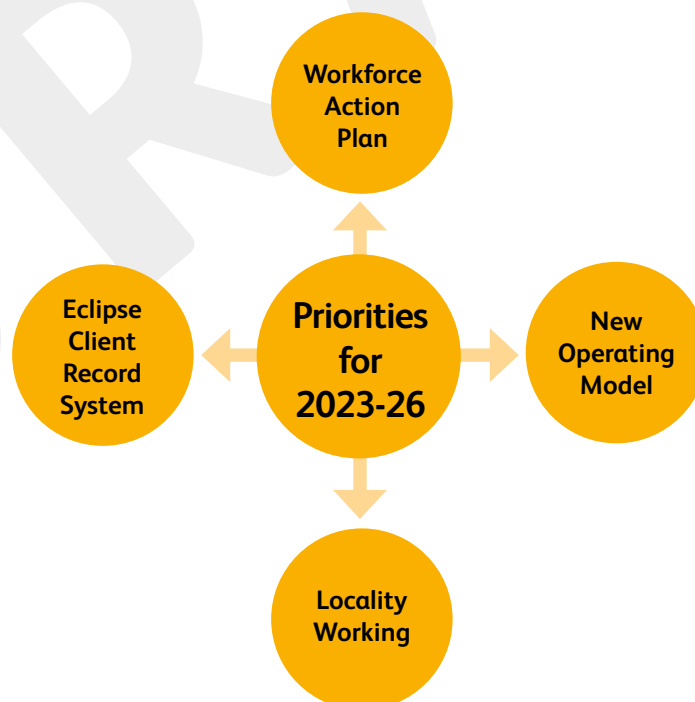 Workforce
Action
Plan
Eclipse
Client
Record
System
Priorities
for
2023-26
New
Operating
Model
Locality
Working